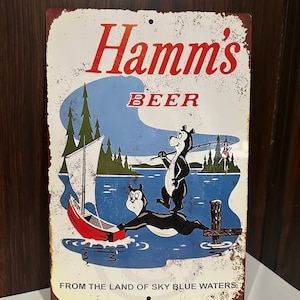 Hamm's
BEER
FROM THE LAND OF SKY BLUE WATERS